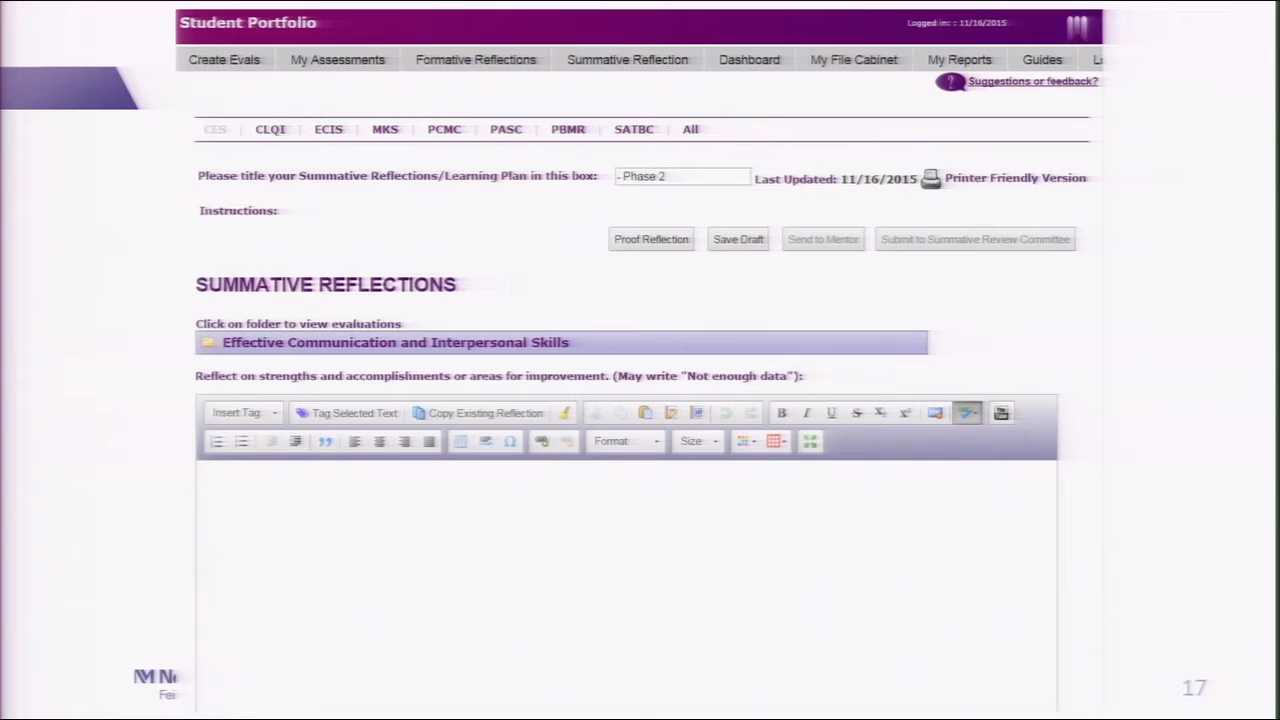 Student Portfolio
Logged in: : 11/16/2015
Create Evals My Assessments Formative Reflections Summative Reflection Dashboard My File Cabinet My Reports Guides
? Suggestions or feedback?
CES CLQI ECIS MKS PCMC PASC PBMR SATBC All
Please title your Summative Reflections/Learning Plan in this box: - Phase 2 Last Updated: 11/16/2015 Printer Friendly Version
Instructions:
Proof Reflection Save Draft Send to Mentor Submit to Summative Review Committee
SUMMATIVE REFLECTIONS
Click on folder to view evaluations
Effective Communication and Interpersonal Skills
Reflect on strengths and accomplishments or areas for improvement. (May write "Not enough data"):
Insert Tag Tag Selected Text Copy Existing Reflection B I U S X₂ X²
Format Size
17